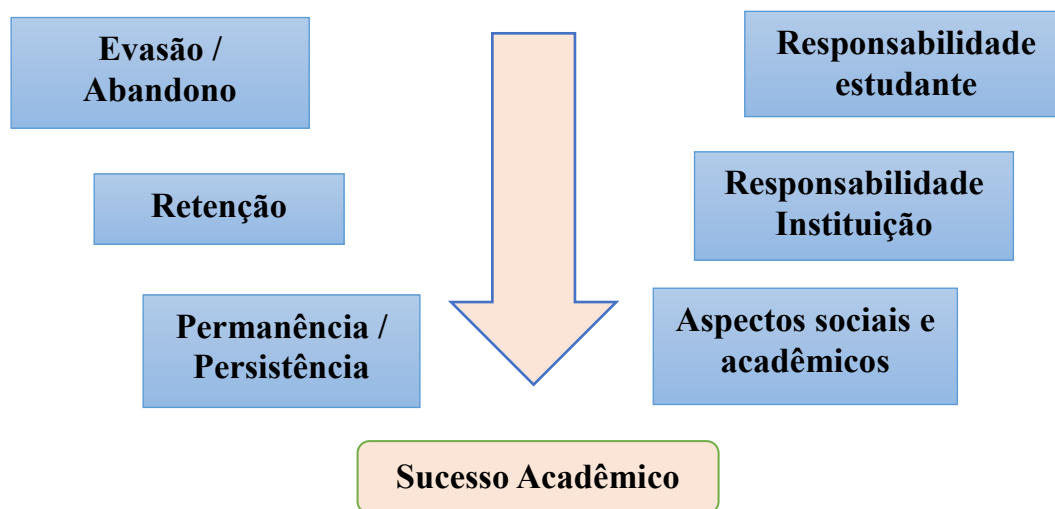 Evasão /
Abandono
Responsabilidade
estudante
Retenção
Responsabilidade
Instituição
Permanência /
Persistência
Aspectos sociais e
acadêmicos
Sucesso Acadêmico